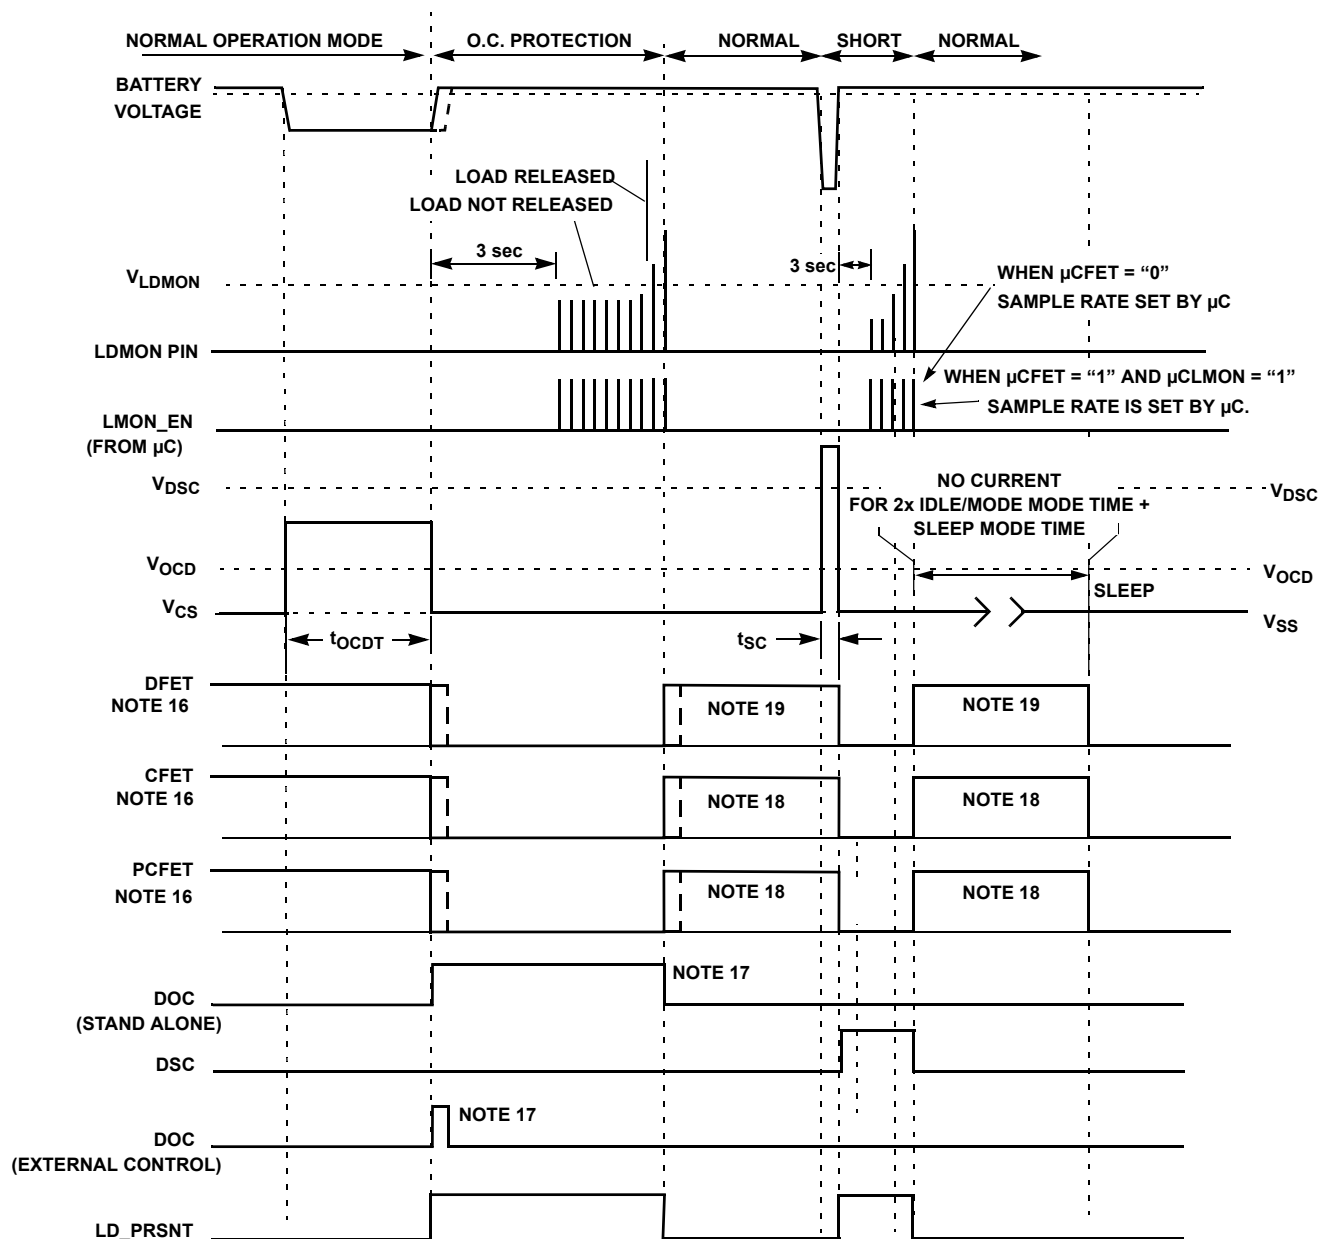 NORMAL OPERATION MODE
O.C. PROTECTION
NORMAL
SHORT
NORMAL
BATTERY
VOLTAGE
LOAD RELEASED
LOAD NOT RELEASED
3 sec
3 sec
WHEN µCFET = “0”
SAMPLE RATE SET BY µC
VLDMON
LDMON PIN
WHEN µCFET = “1” AND µCLMON = “1”
SAMPLE RATE IS SET BY µC.
LMON_EN
(FROM µC)
VDSC
NO CURRENT
FOR 2x IDLE/MODE MODE TIME +
SLEEP MODE TIME
VDSC
VOCD
VOCD
SLEEP
VCS
VSS
tOCDT
tSC
DFET
NOTE 16
NOTE 19
NOTE 19
CFET
NOTE 16
NOTE 18
NOTE 18
PCFET
NOTE 16
NOTE 18
NOTE 18
NOTE 17
DOC
(STAND ALONE)
DSC
NOTE 17
DOC
(EXTERNAL CONTROL)
LD_PRSNT